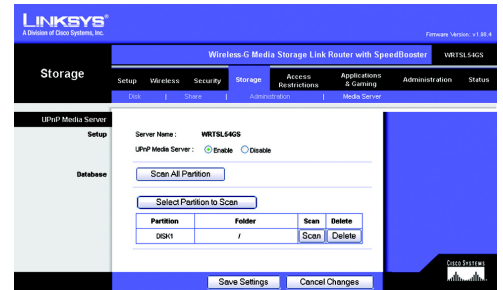 LINKSYS®
A Division of Cisco Systems, Inc.
Firmware Version: v1.00.4
Wireless-G Media Storage Link Router with SpeedBooster WRTSL54GS
Storage
Setup Wireless Security Storage Access Restrictions Applications & Gaming Administration Status
Disk | Share | Administration | Media Server
UPnP Media Server
Setup
Server Name : WRTSL54GS
UPnP Media Server : Enable Disable
Database
Scan All Partition
Select Partition to Scan
Partition Folder Scan Delete
DISK1 / Scan Delete
CISCO SYSTEMS
Save Settings Cancel Changes